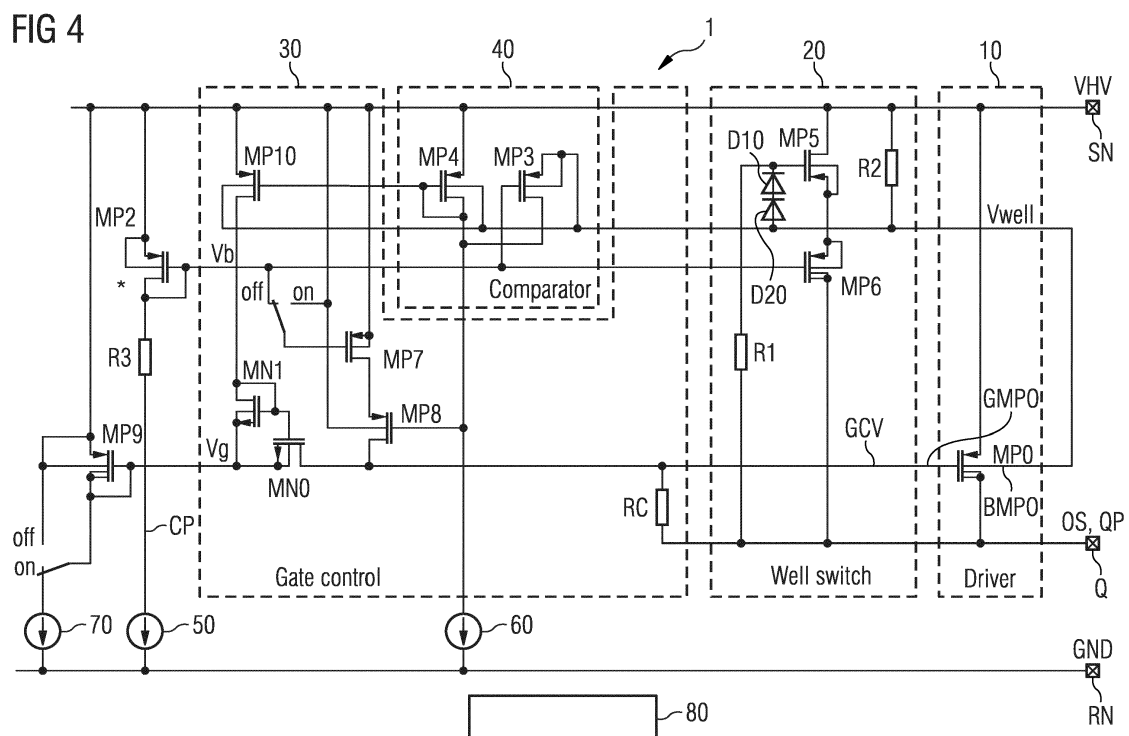 FIG 4
1
30
40
20
10
VHV
SN
MP10
MP4
MP3
D10
MP5
R2
MP2
Vwell
Vb
*
off
on
Comparator
D20
MP6
R3
MP7
R1
MN1
MP8
GMP0
MP9
Vg
GCV
MP0
MN0
BMP0
RC
OS, QP
off
CP
on
Gate control
Well switch
Driver
Q
70
50
60
GND
RN
80